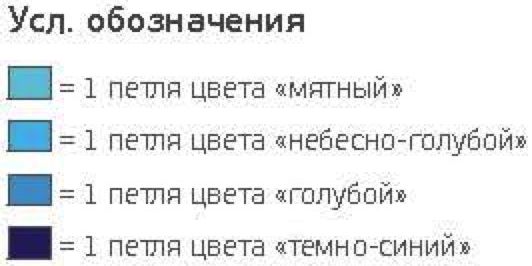 Усл. обозначения
= 1 петля цвета «мятный»
= 1 петля цвета «небесно-голубой»
= 1 петля цвета «голубой»
= 1 петля цвета «темно-синий»